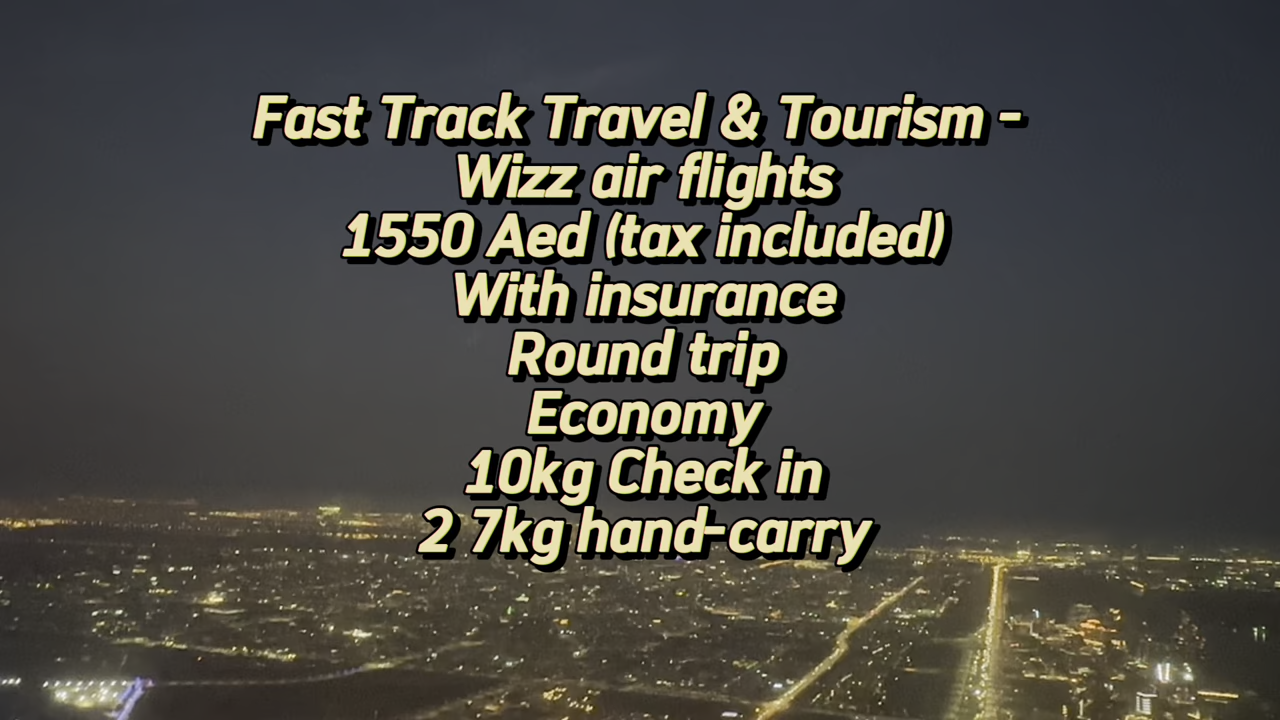 Fast Track Travel & Tourism -
Wizz air flights
1550 Aed (tax included)
With insurance
Round trip
Economy
10kg Check in
2 7kg hand-carry